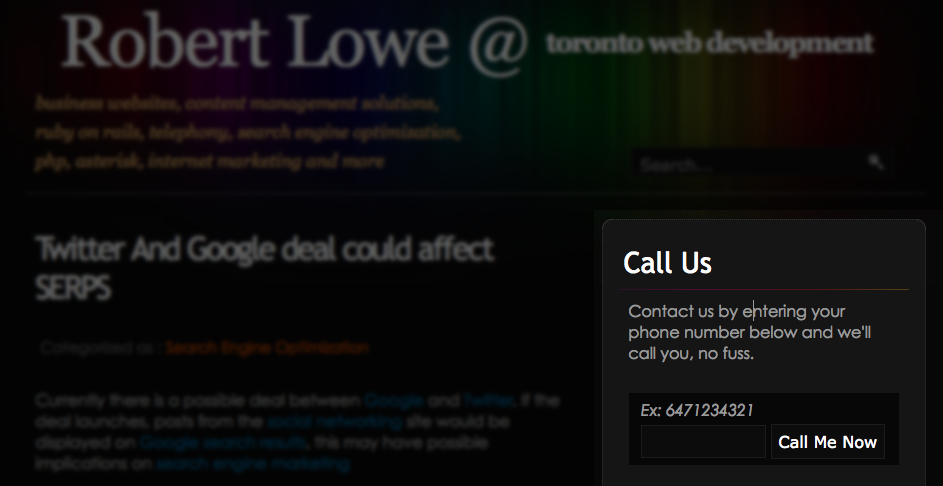 Robert Lowe @ toronto web development
business websites, content management solutions,
ruby on rails, telephony, search engine optimization,
php, asterisk, internet marketing and more
Search...
Twitter And Google deal could affect
SERPS
Categorized as : Search Engine Optimization
Currently there is a possible deal between Google and Twitter. If the
deal launches, posts from the social networking site would be
displayed on Google search results, this may have possible
implications on search engine marketing
Call Us
Contact us by entering your
phone number below and we'll
call you, no fuss.
Ex: 6471234321
Call Me Now